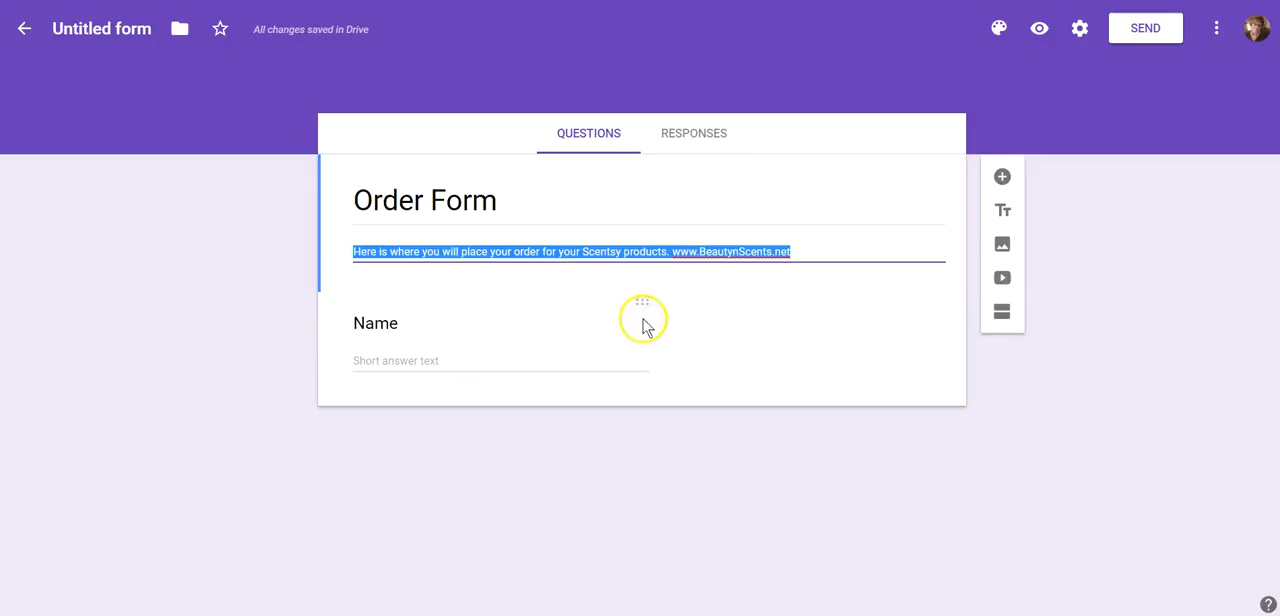 Untitled form
All changes saved in Drive
SEND
QUESTIONS
RESPONSES
Order Form
Here is where you will place your order for your Scentsy products. www.BeautynScents.net
Name
Short answer text